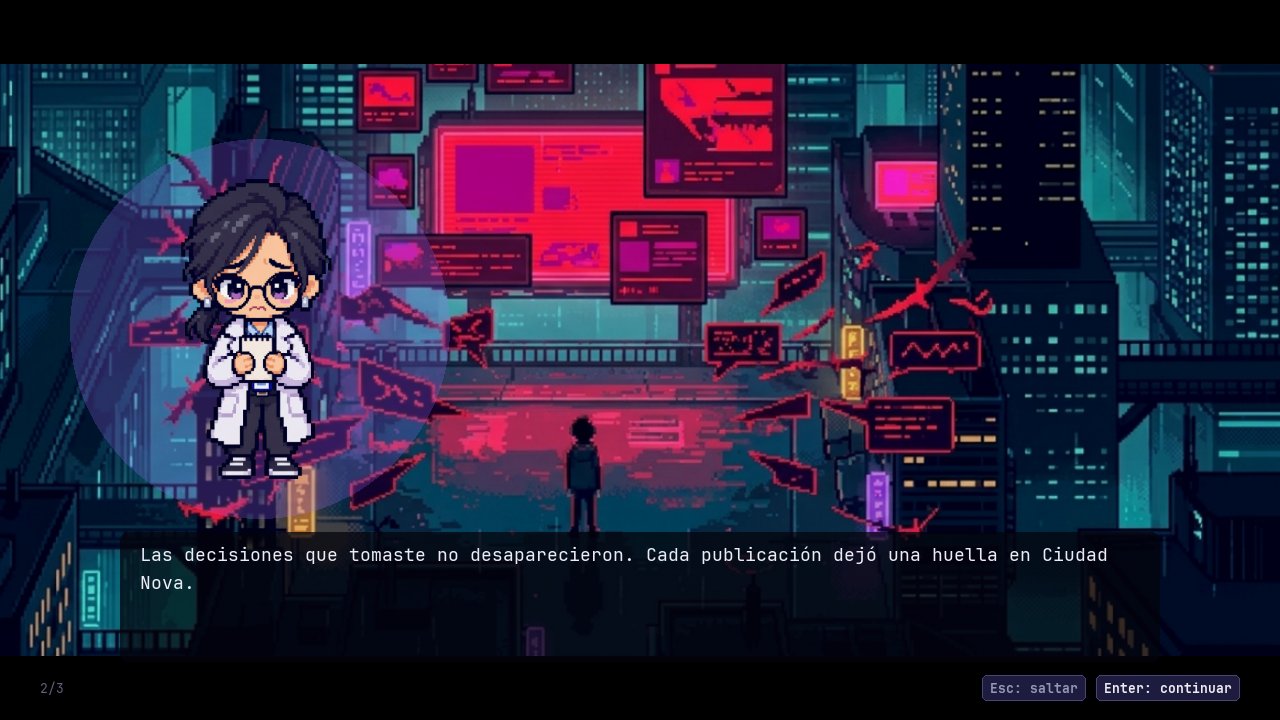 Las decisiones que tomaste no desaparecieron. Cada publicación dejó una huella en Ciudad
Nova.
2/3
Esc: saltar
Enter: continuar